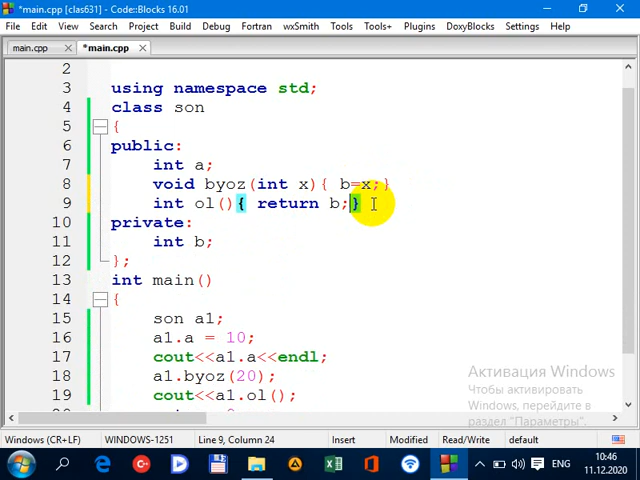 *main.cpp [clas631] - Code::Blocks 16.01
File Edit View Search Project Build Debug Fortran wxSmith Tools Tools+ Plugins DoxyBlocks Settings Help
main.cpp *main.cpp
2
3 using namespace std;
4 class son
5 {
6 public:
7 int a;
8 void byoz(int x){ b=x;}
9 int ol(){ return b;}
10 private:
11 int b;
12 };
13 int main()
14 {
15 son a1;
16 a1.a = 10;
17 cout<<a1.a<<endl;
18 a1.byoz(20);
19 cout<<a1.ol();
Активация Windows
Чтобы активировать
Windows, перейдите в
раздел "Параметры".
Windows (CR+LF) WINDOWS-1251 Line 9, Column 24 Insert Modified Read/Write default
ENG 10:46
11.12.2020